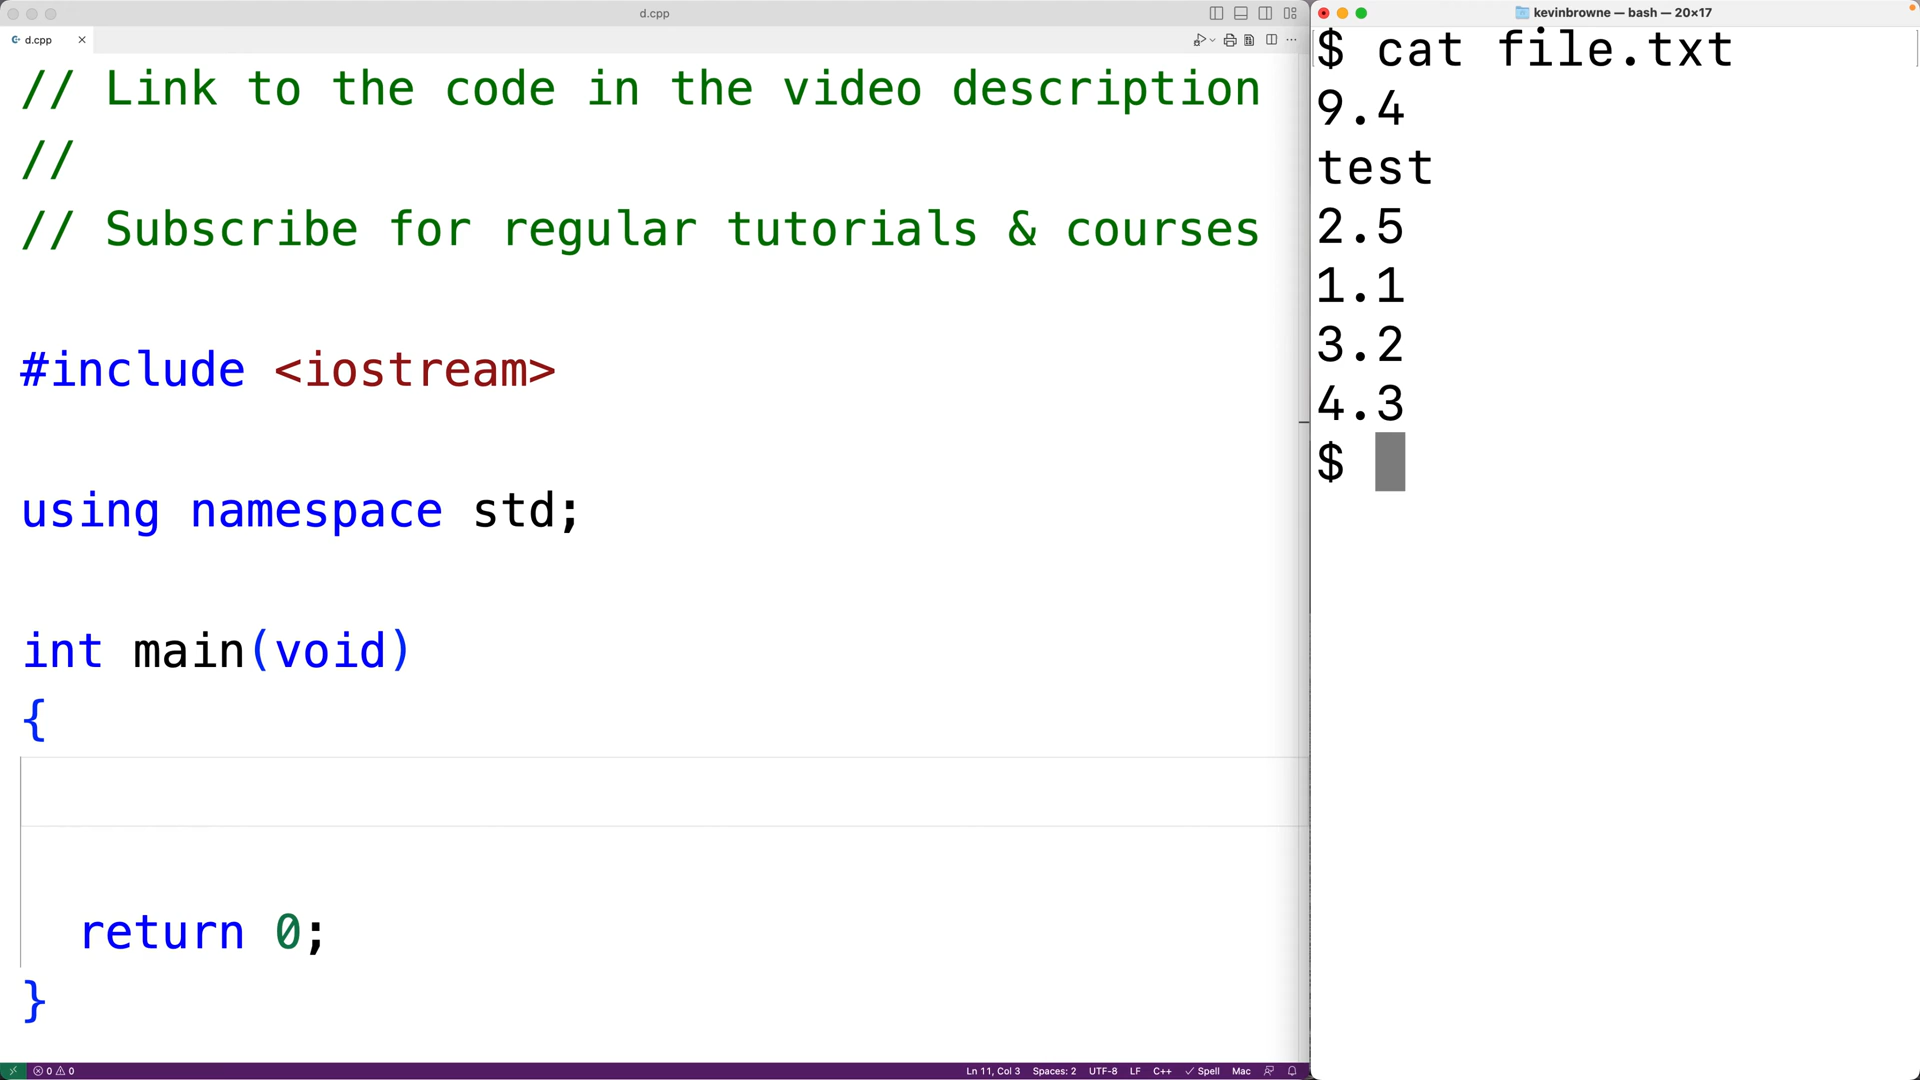 d.cpp
d.cpp
// Link to the code in the video description
//
// Subscribe for regular tutorials & courses
#include <iostream>
using namespace std;
int main(void)
{
return 0;
}
0 0
Ln 11, Col 3 Spaces: 2 UTF-8 LF C++ Spell Mac
kevinbrowne — bash — 20×17
$ cat file.txt
9.4
test
2.5
1.1
3.2
4.3
$